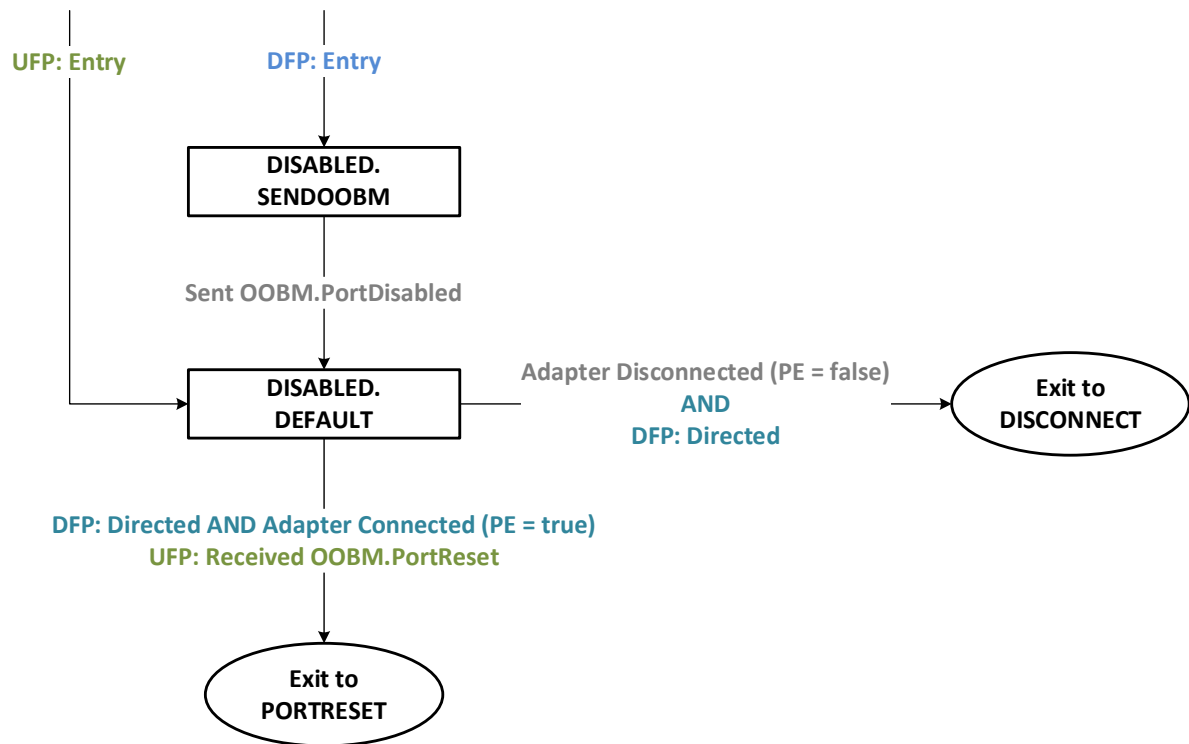 UFP: Entry
DFP: Entry
DISABLED.
SENDOOBM
Sent OOBM.PortDisabled
DISABLED.
DEFAULT
Adapter Disconnected (PE = false)
AND
DFP: Directed
Exit to
DISCONNECT
DFP: Directed AND Adapter Connected (PE = true)
UFP: Received OOBM.PortReset
Exit to
PORTRESET